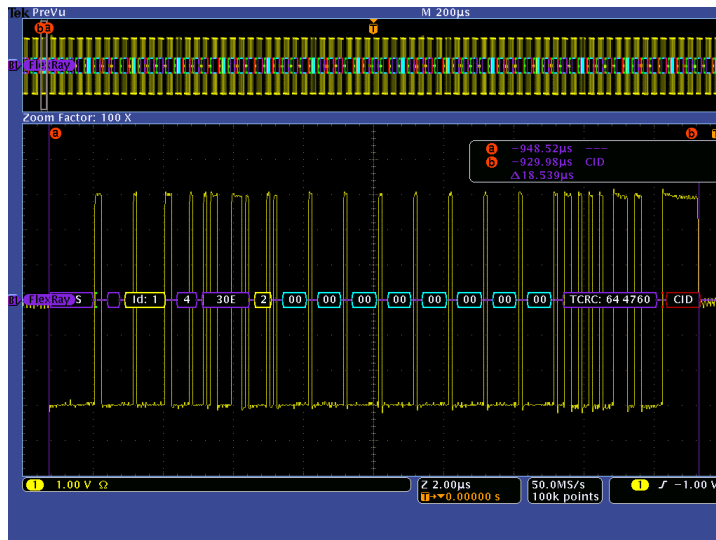 Tek PreVu M 200µs
b a T
B1 FlexRay
Zoom Factor: 100 X
a b
a −948.52µs −−−
b −929.98µs CID
Δ18.539µs
B1 FlexRay S Id: 1 4 30E 2 00 00 00 00 00 00 00 00 TCRC: 64 4760 CID
1 1.00 V Ω
Z 2.00µs
T→▼0.00000 s
50.0MS/s
100k points
1 ∫ −1.00 V